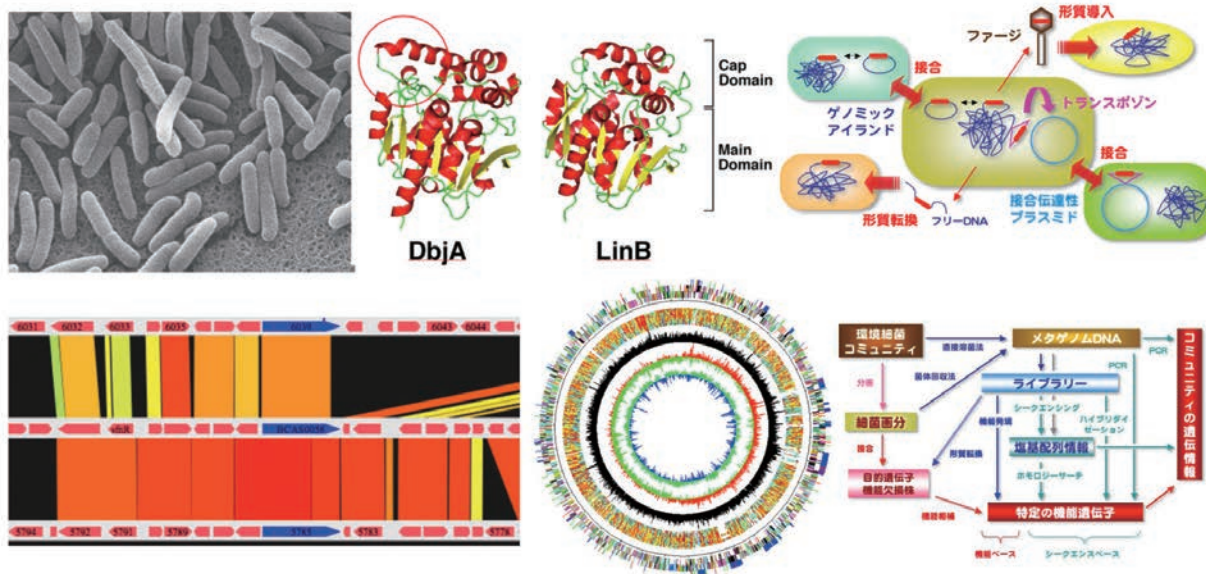 DbjA
LinB
Cap
Domain
Main
Domain
ファージ
形質導入
接合
ゲノミック
アイランド
トランスポゾン
接合
形質転換
フリーDNA
接合伝達性
プラスミド
6031
6032
6033
6035
6039
6043
6044
BCAS0056
5794
5792
5791
5789
5785
5783
5778
環境細菌
コミュニティ
直接溶菌法
メタゲノムDNA
PCR
分画
菌体回収法
PCR
ライブラリー
細菌画分
機能発現
シークエンシング
ハイブリダイ
ゼーション
接合
形質転換
塩基配列情報
ホモロジーサーチ
目的遺伝子
機能欠損株
機能相補
特定の機能遺伝子
コミュニティの遺伝情報
機能ベース
シークエンスベース